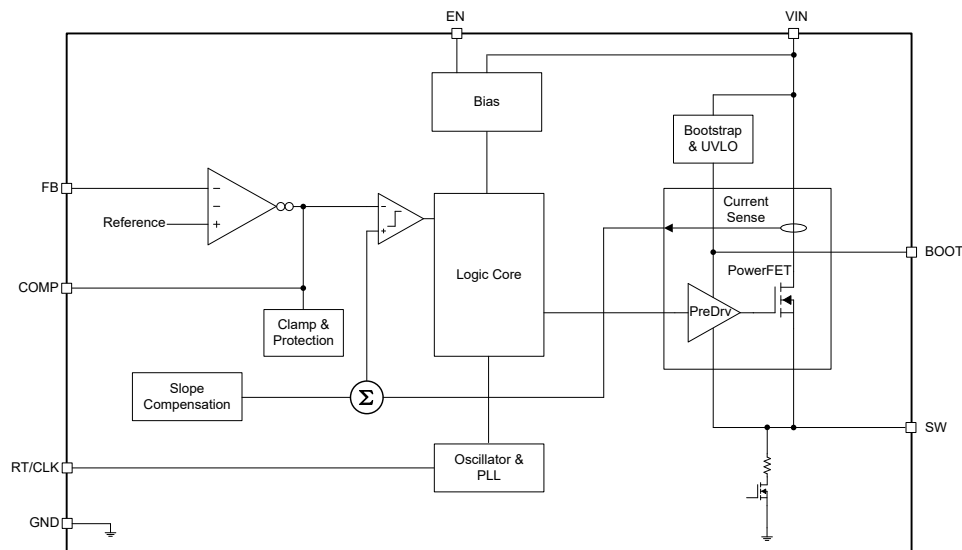 EN
VIN
Bias
Bootstrap
& UVLO
FB
−
−
+
Reference
−
+
Current
Sense
BOOT
Logic Core
PowerFET
COMP
PreDrv
Clamp &
Protection
Slope
Compensation
Σ
SW
RT/CLK
Oscillator &
PLL
GND